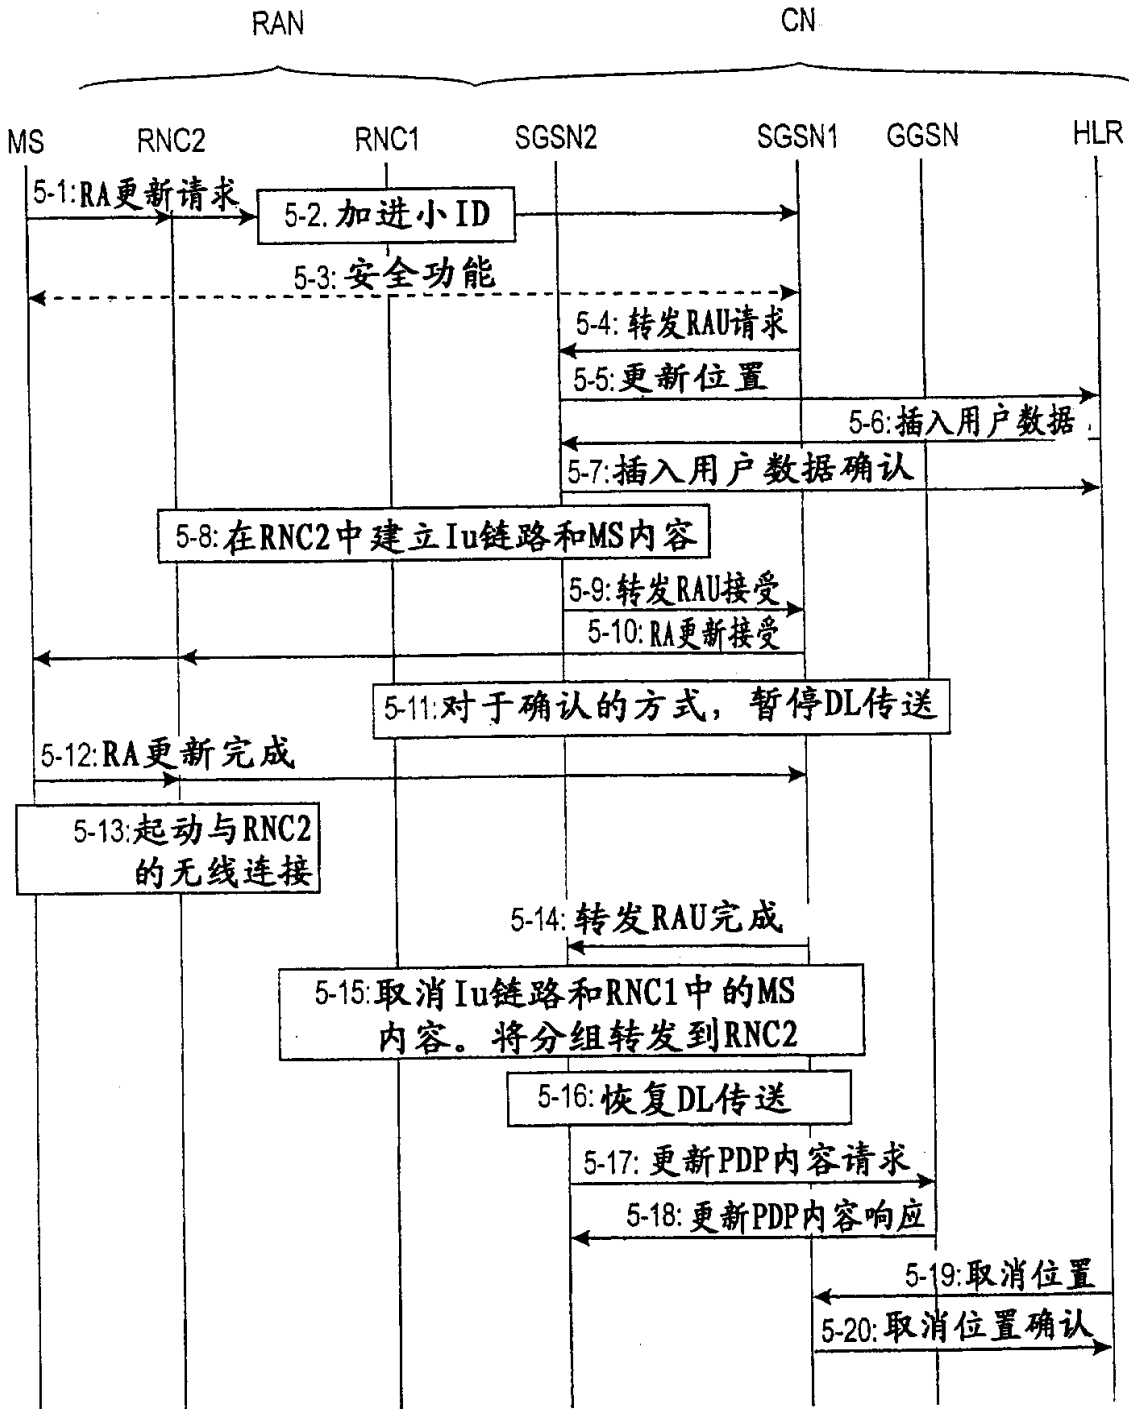 RAN
CN
MS
RNC2
RNC1
SGSN2
SGSN1
GGSN
HLR
5-1:RA更新请求
5-2.加进小ID
5-3:安全功能
5-4:转发RAU请求
5-5:更新位置
5-6:插入用户数据
5-7:插入用户数据确认
5-8:在RNC2中建立Iu链路和MS内容
5-9:转发RAU接受
5-10:RA更新接受
5-11:对于确认的方式，暂停DL传送
5-12:RA更新完成
5-13:起动与RNC2
的无线连接
5-14:转发RAU完成
5-15:取消Iu链路和RNC1中的MS
内容。将分组转发到RNC2
5-16:恢复DL传送
5-17:更新PDP内容请求
5-18:更新PDP内容响应
5-19:取消位置
5-20:取消位置确认